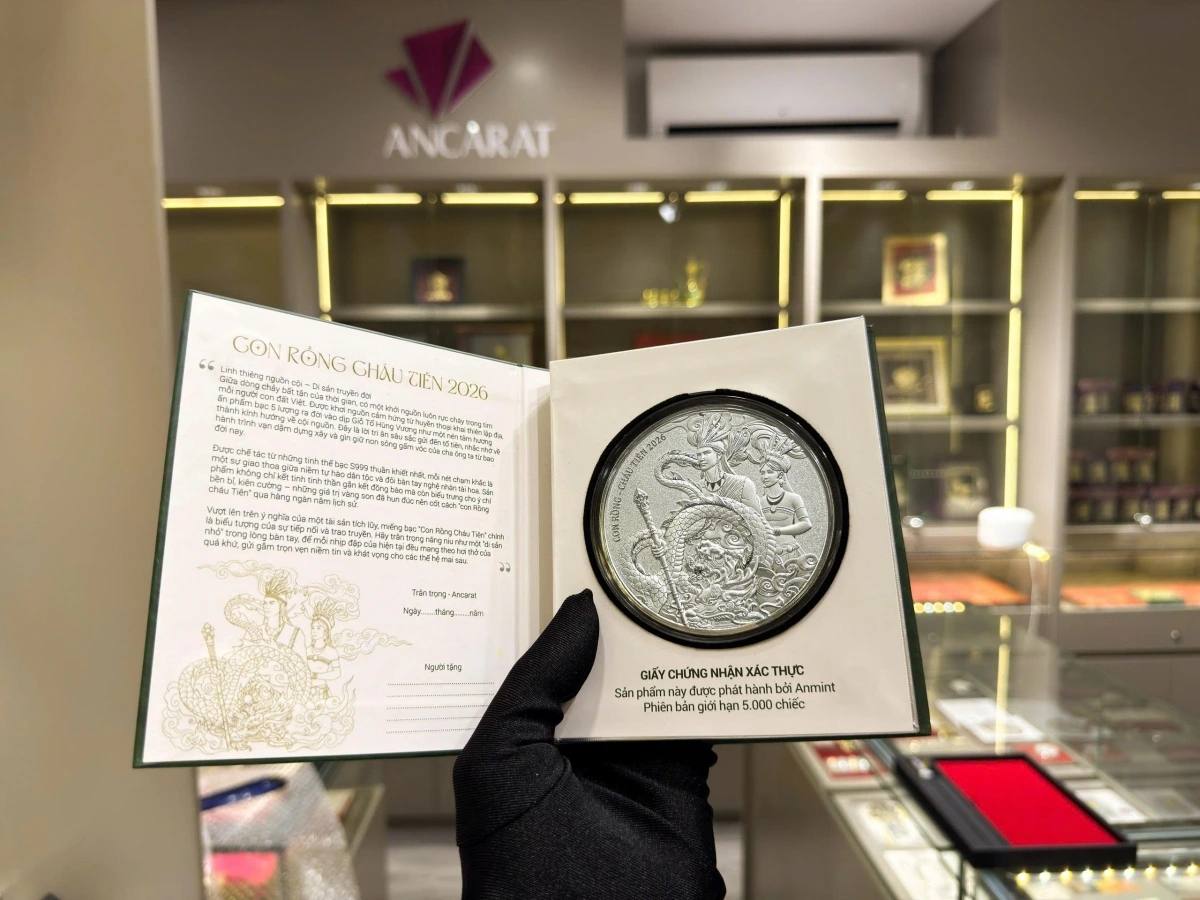 ANCARAT
CON RỒNG CHÁU TIÊN 2026
Linh thiêng nguồn cội – Di sản truyền đời
Giữa dòng chảy bất tận của thời gian, có một khởi nguồn luôn rực cháy trong tim
mỗi người con đất Việt. Được khơi nguồn cảm hứng từ huyền thoại khai thiên lập địa,
ấn phẩm bạc 5 lượng ra đời vào dịp Giỗ Tổ Hùng Vương như một nén tâm hương
thành kính hướng về cội nguồn. Đây là lời tri ân sâu sắc gửi đến tổ tiên, nhắc nhớ về
hành trình vạn dặm dựng xây và gìn giữ non sông gấm vóc của cha ông ta từ bao
đời nay.
Được chế tác từ những tinh thể bạc S999 thuần khiết nhất, mỗi nét chạm khắc là
một sự giao thoa giữa niềm tự hào dân tộc và đôi bàn tay nghệ nhân tài hoa. Sản
phẩm không chỉ kết tinh tinh thần gắn kết đồng bào mà còn biểu trưng cho ý chí
bền bỉ, kiên cường – những giá trị vàng son đã hun đúc nên cốt cách "con Rồng
cháu Tiên" qua hàng ngàn năm lịch sử.
Vượt lên trên ý nghĩa của một tài sản tích lũy, miếng bạc "Con Rồng Cháu Tiên" chính
là biểu tượng của sự tiếp nối và trao truyền. Hãy trân trọng nâng niu như một "di sản
nhỏ" trong lòng bàn tay, để mỗi nhịp đập của hiện tại đều mang theo hơi thở của
quá khứ, gửi gắm trọn vẹn niềm tin và khát vọng cho các thế hệ mai sau.
Trân trọng - Ancarat
Ngày.......tháng........năm
Người tặng
CON RỒNG - CHÁU TIÊN 2026
GIẤY CHỨNG NHẬN XÁC THỰC
Sản phẩm này được phát hành bởi Anmint
Phiên bản giới hạn 5.000 chiếc